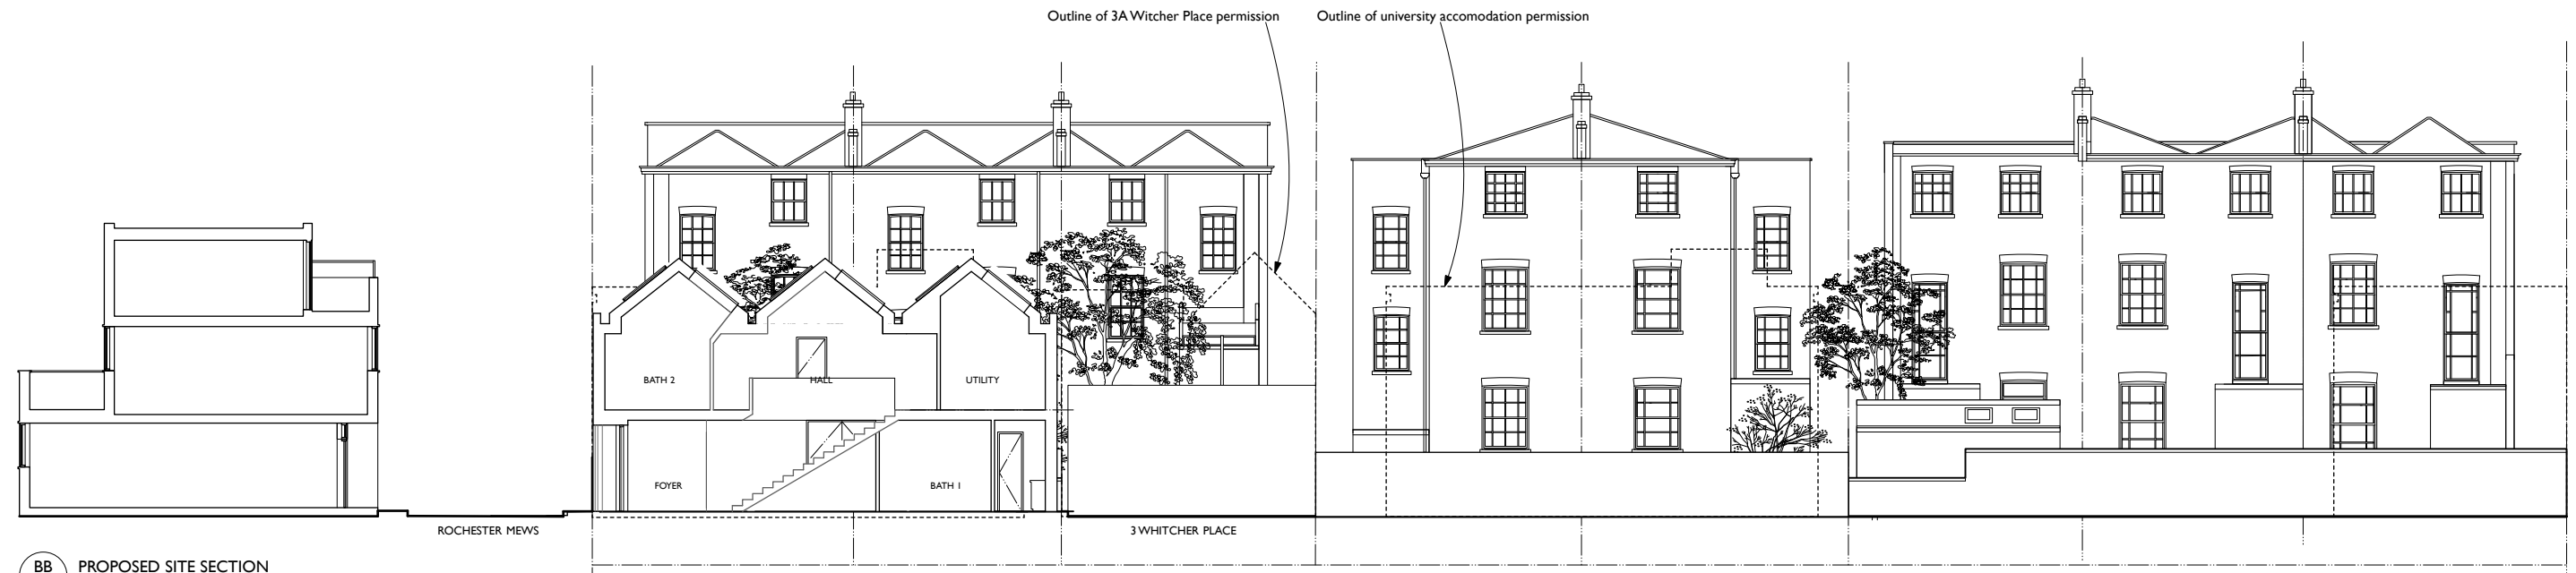 Outline of 3A Witcher Place permission
Outline of university accomodation permission
BATH 2
HALL
UTILITY
FOYER
BATH 1
ROCHESTER MEWS
3 WHITCHER PLACE
BB
PROPOSED SITE SECTION